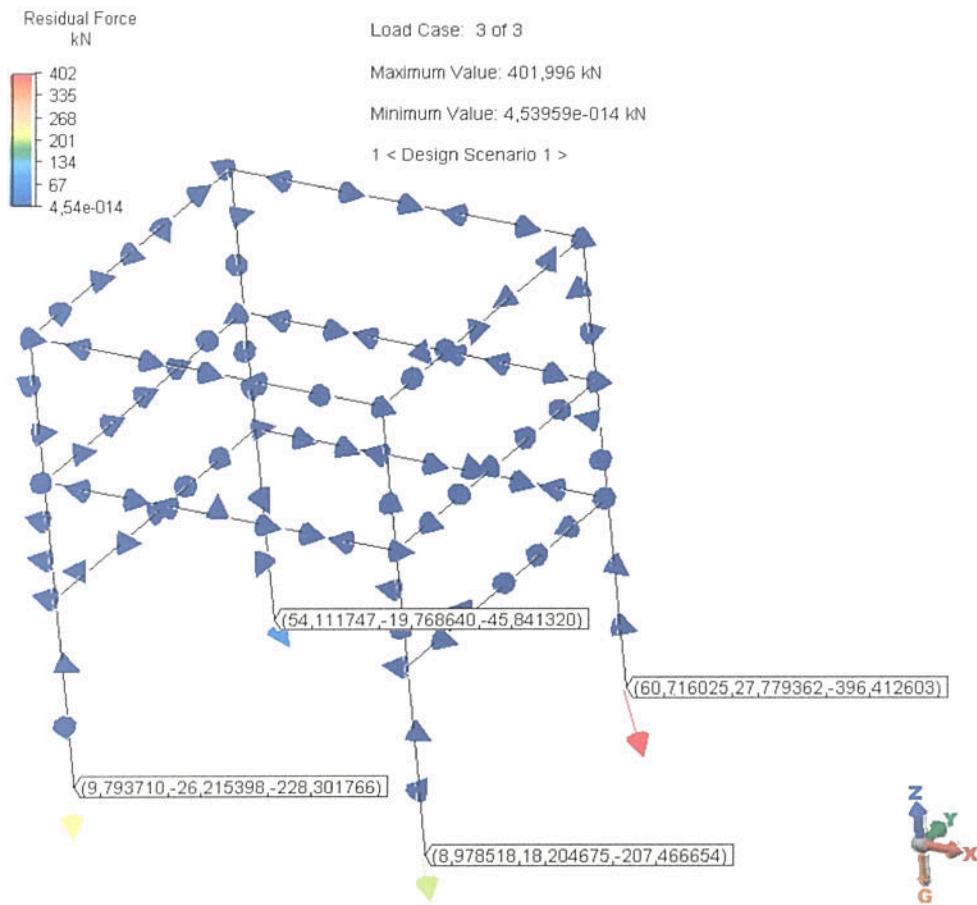 Residual Force
kN
402
335
268
201
134
67
4,54e-014
Load Case: 3 of 3
Maximum Value: 401,996 kN
Minimum Value: 4,53959e-014 kN
1 < Design Scenario 1 >
(54,111747,-19,768640,-45,841320)
(60,716025,27,779362,-396,412603)
(9,793710,-26,215398,-228,301766)
(8,978518,18,204675,-207,466654)
Z
Y
X
G